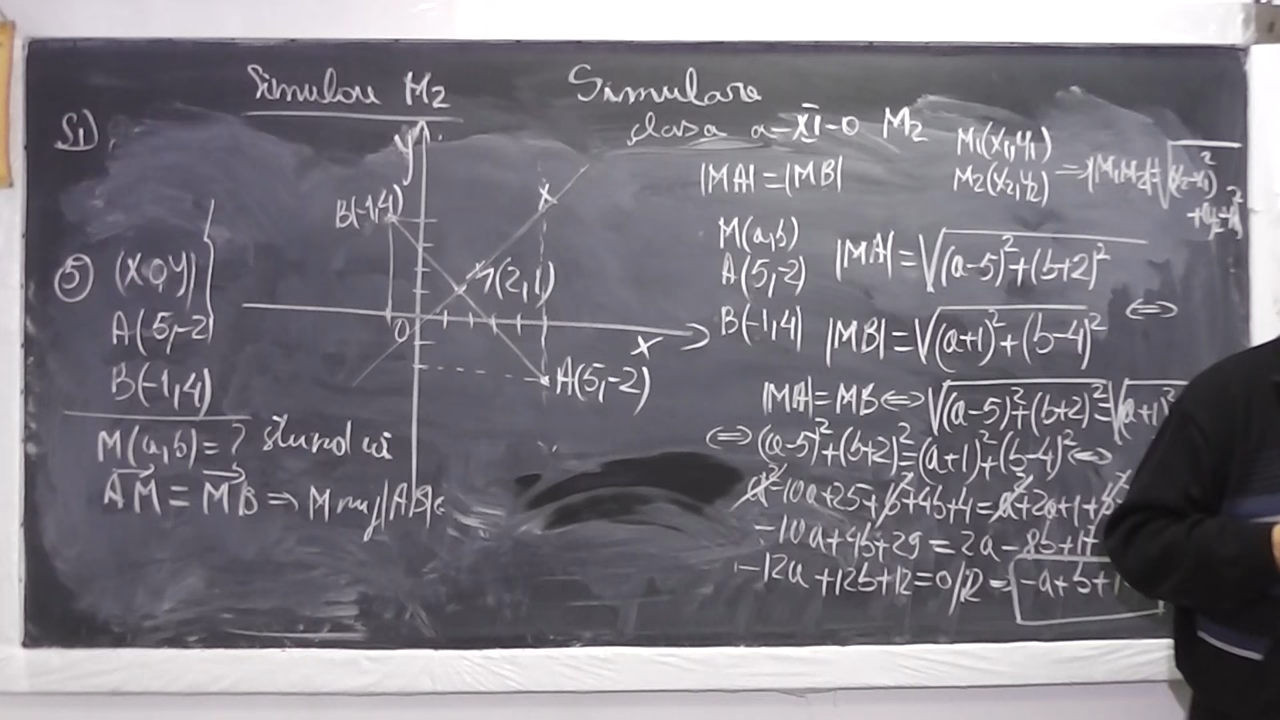 Simulare M2
S1)
5 (XOY)
A(5,-2)
B(-1,4)
M(a,b)=?
AM = MB ⇒ M
y
B(-1,4)
(2,1)
O
x
A(5,-2)
Simulare
clasa a-XI-a M2
|MA|=|MB|
M1(x1,y1)
M2(x2,y2)
M(a,b)
A(5,-2)
B(-1,4)
|MA|=√(a-5)²+(b+2)²
|MB|=√(a+1)²+(b-4)² ⇔
|MA|=MB⇔√(a-5)²+(b+2)²=√(a+1)²
⇔(a-5)²+(b+2)²=(a+1)²+(b-4)²⇔
a²-10a+25+b²+4b+4=a²+2a+1+b²
-10a+4b+29=2a-8b+17
-12a+12b+12=0/12⇒ -a+b+1